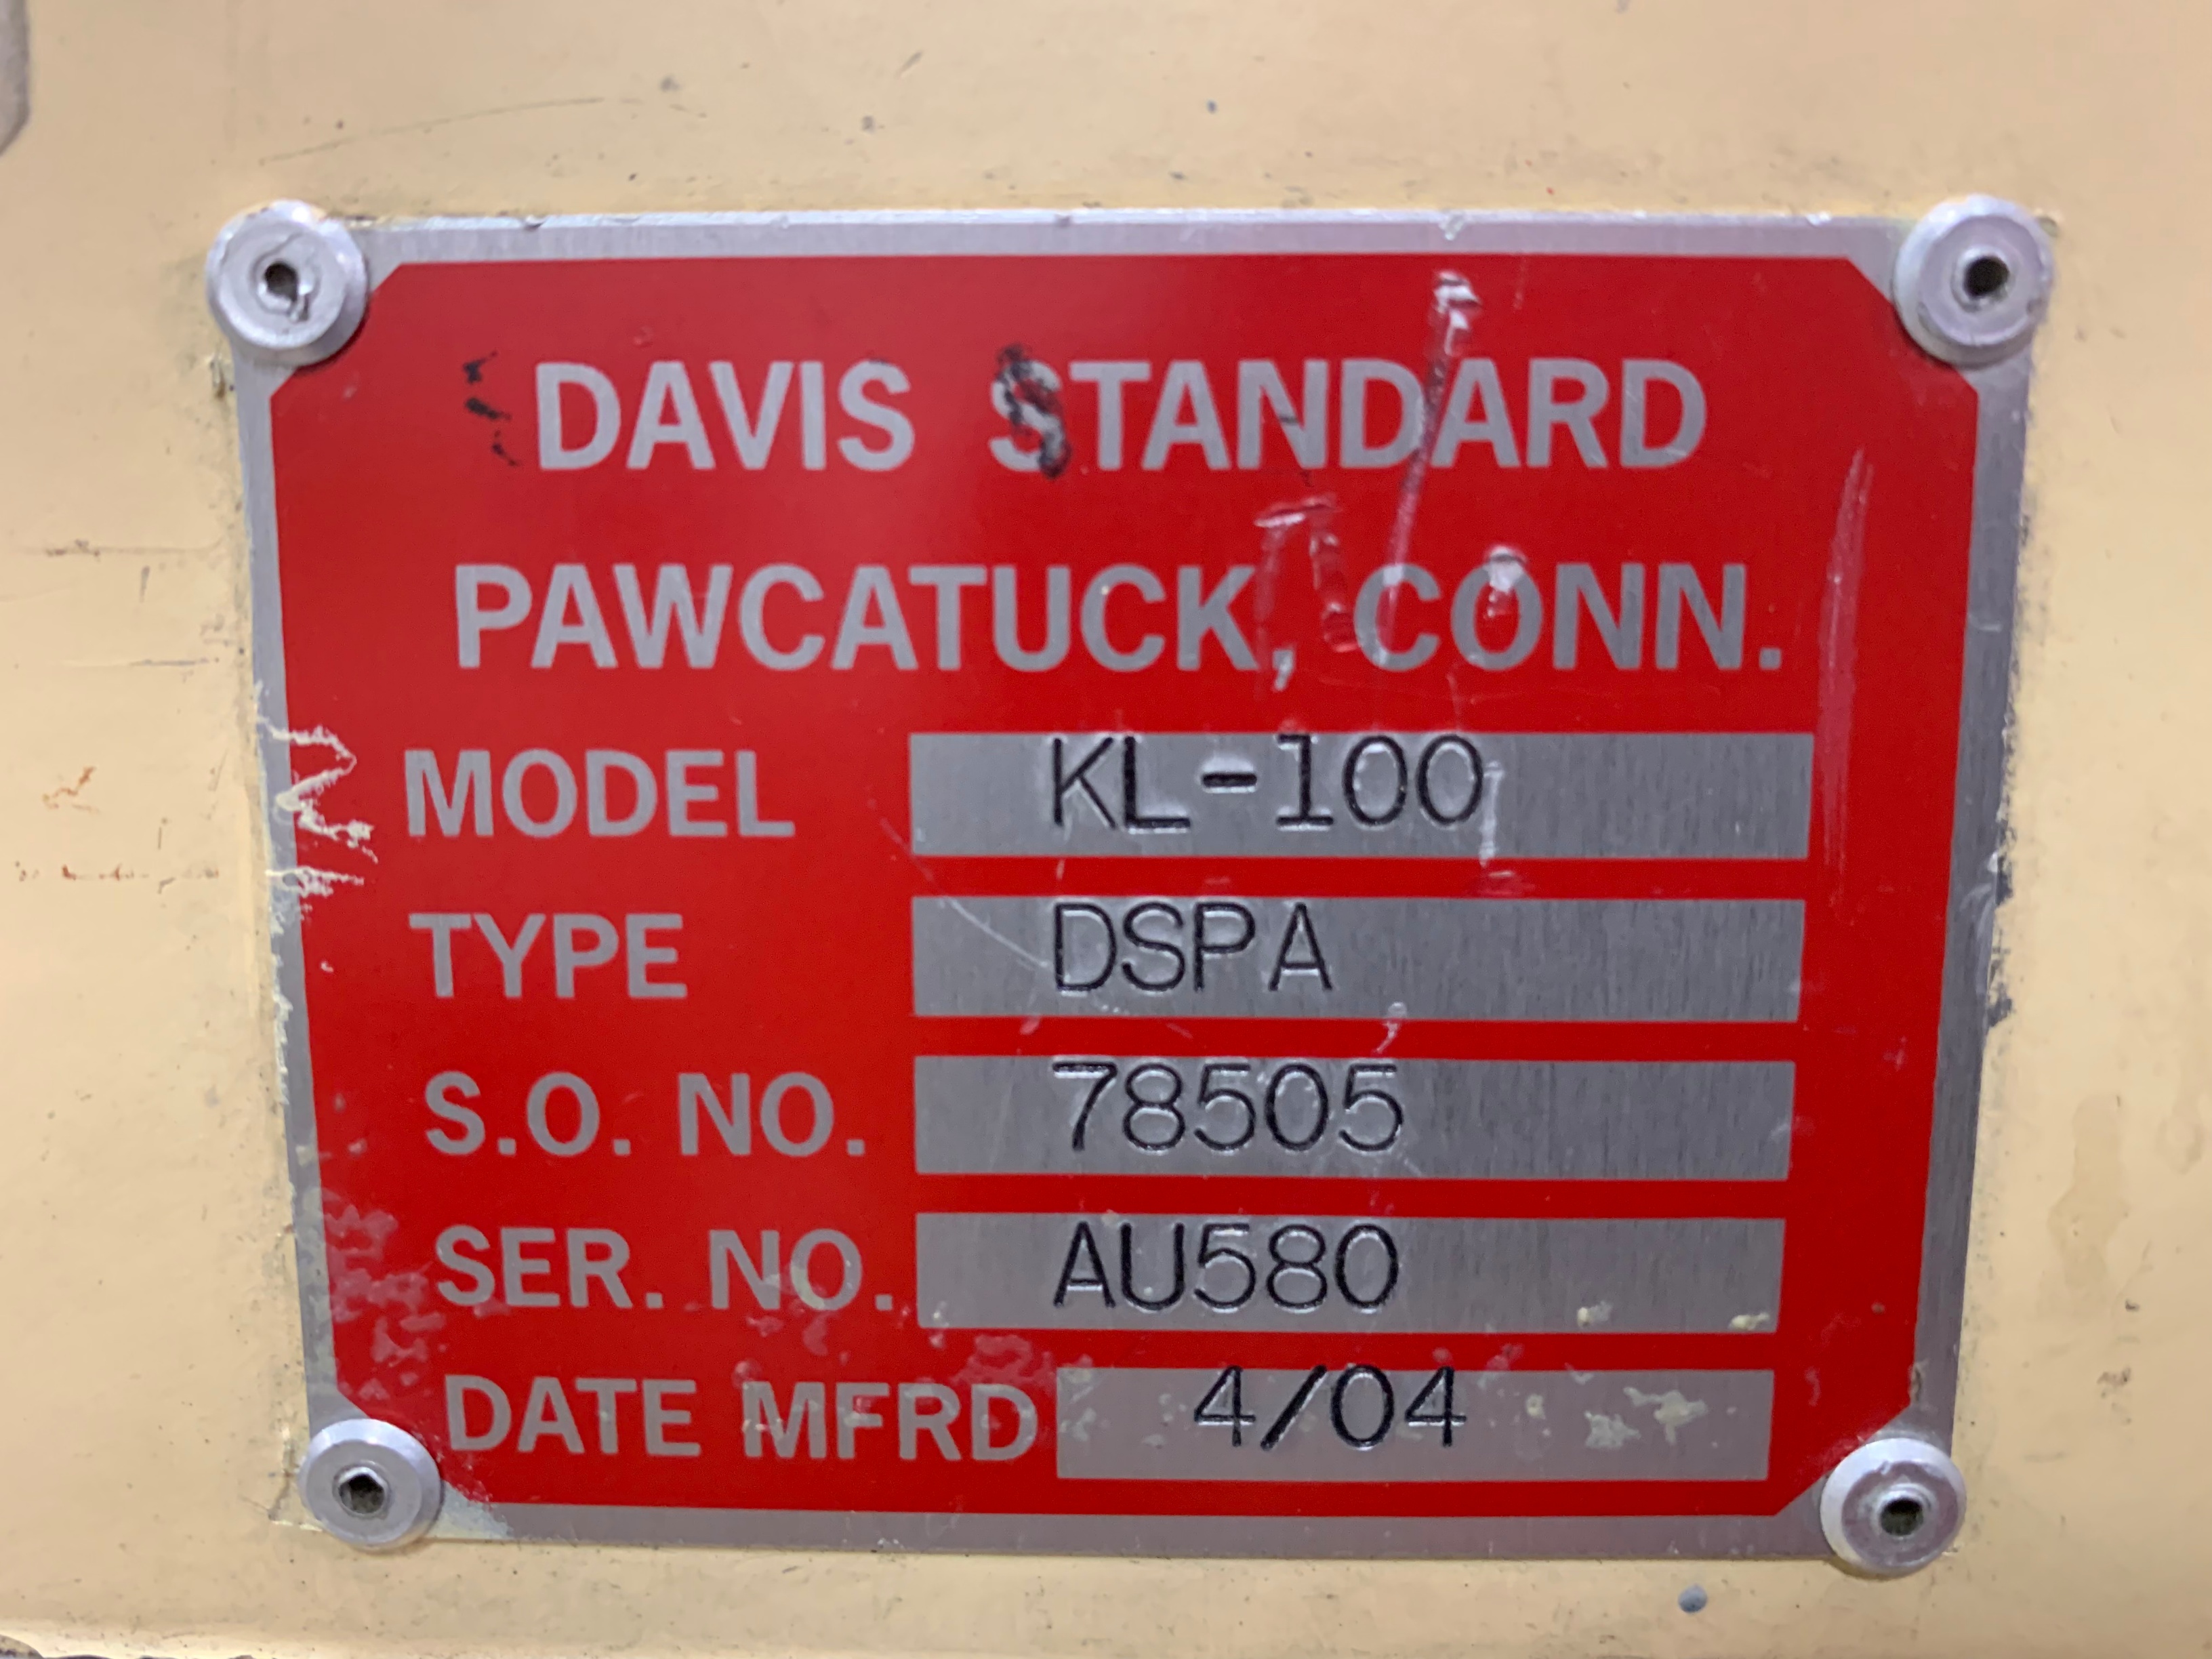 DAVIS STANDARD
PAWCATUCK, CONN.
MODEL KL-100
TYPE DSPA
S.O. NO. 78505
SER. NO. AU580
DATE MFRD 4/04